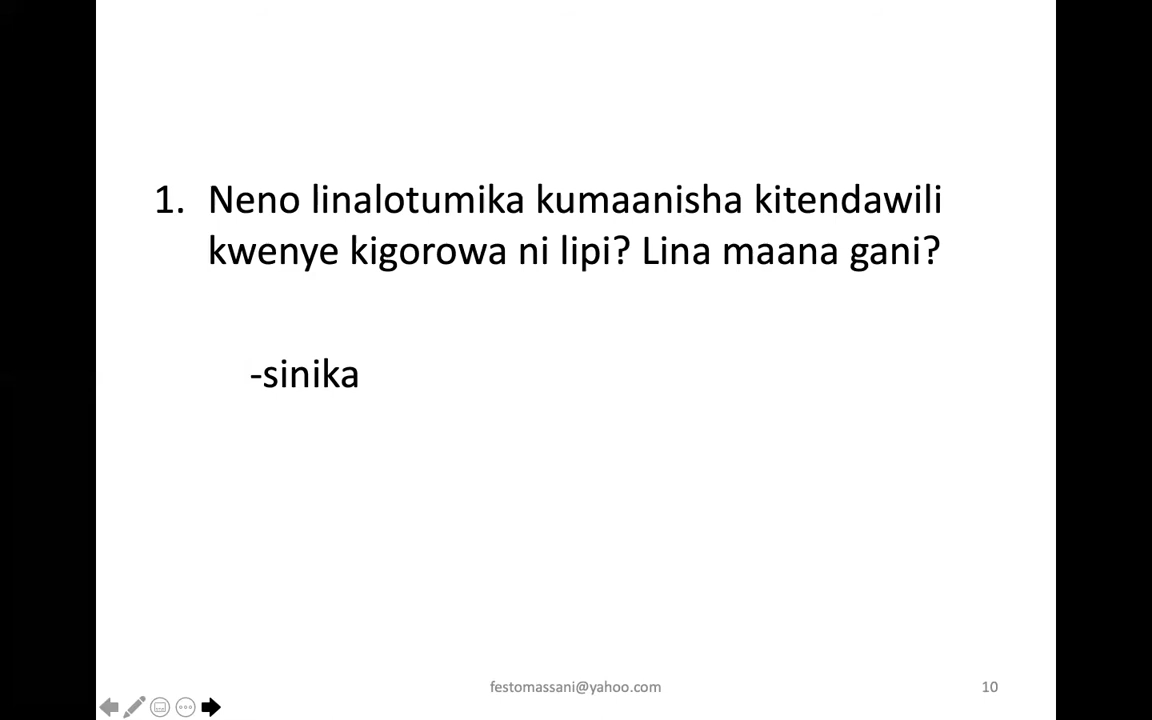 1. Neno linalotumika kumaanisha kitendawili
kwenye kigorowa ni lipi? Lina maana gani?
-sinika
festomassani@yahoo.com
10